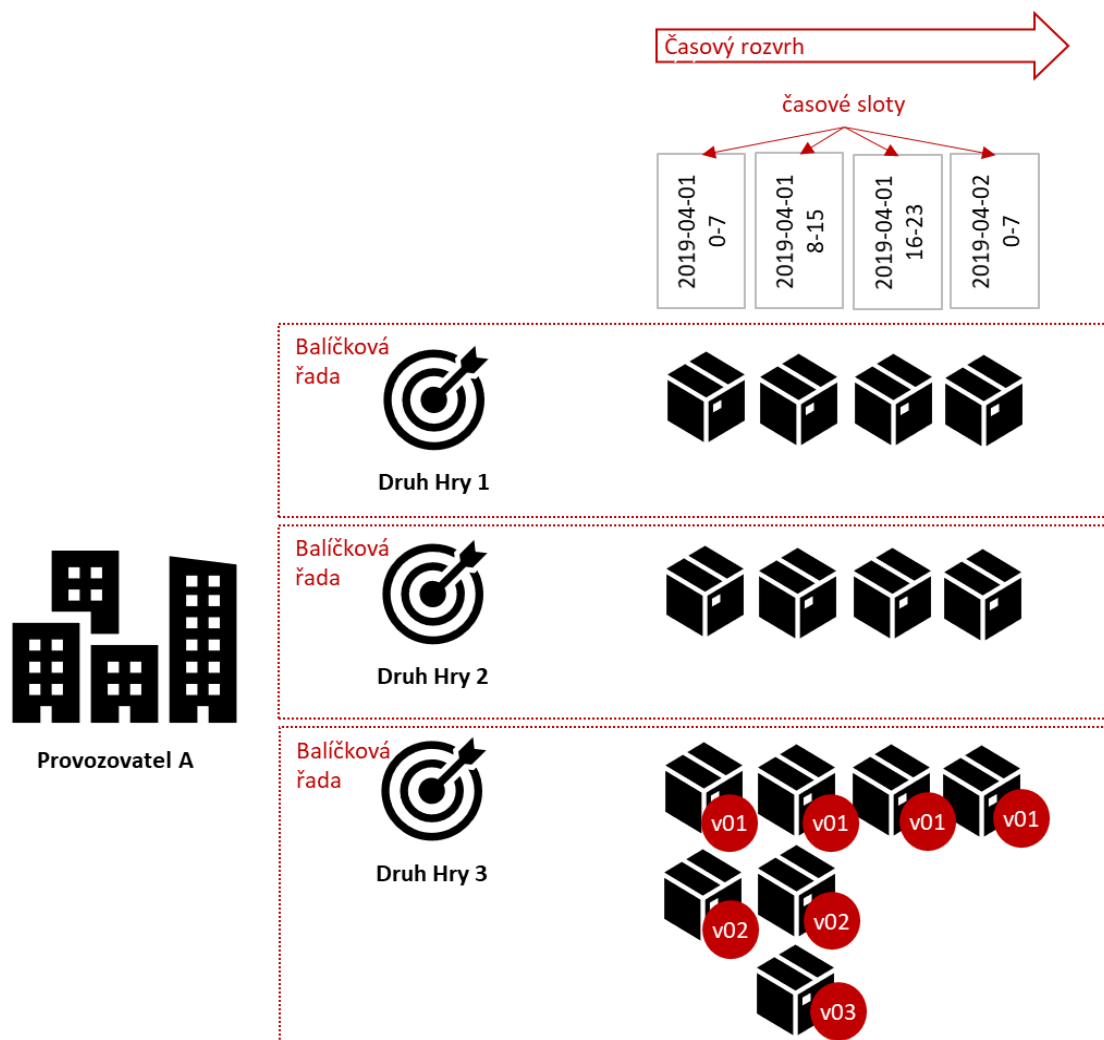 Časový rozvrh
časové sloty
2019-04-01
0-7
2019-04-01
8-15
2019-04-01
16-23
2019-04-02
0-7
Balíčková
řada
Druh Hry 1
Balíčková
řada
Druh Hry 2
Provozovatel A
Balíčková
řada
Druh Hry 3
v01
v01
v01
v01
v02
v02
v03